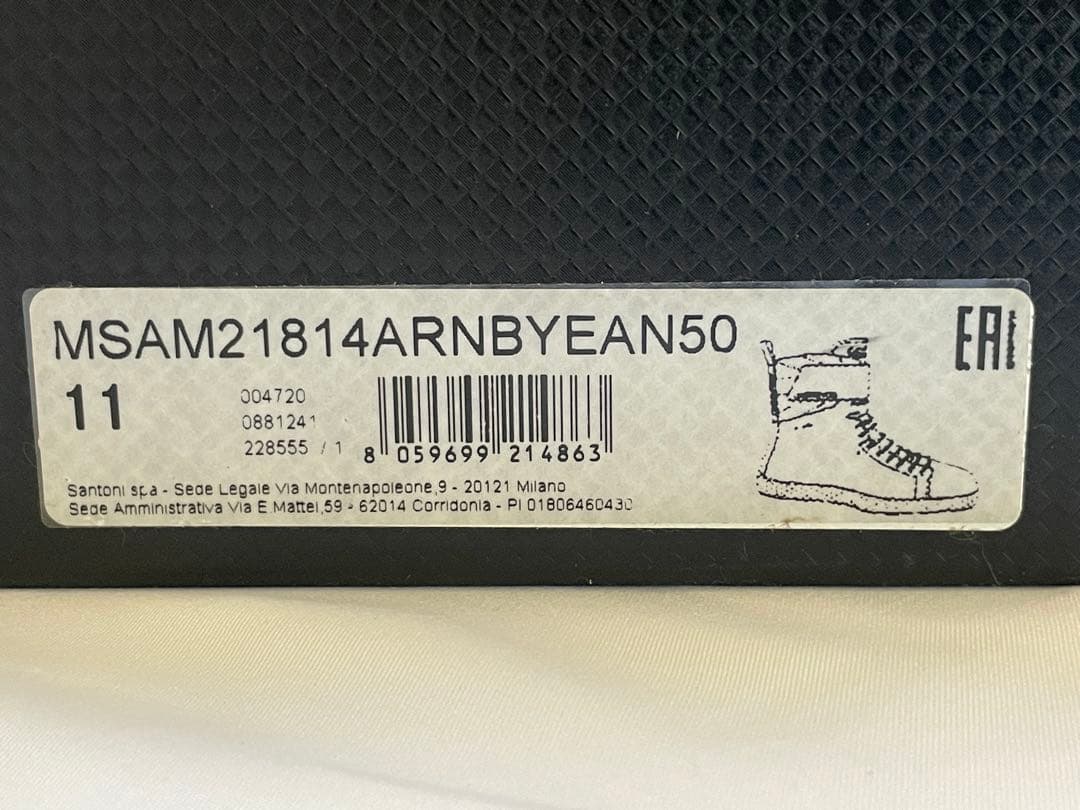 MSAM21814ARNBYEAN50
11
004720
0881241
228555 / 1
8 059699 214863
Santoni spa - Sede Legale Via Montenapoleone,9 - 20121 Milano
Sede Amministrativa Via E.Mattei,59 - 62014 Corridonia - PI 01806460430
EAC